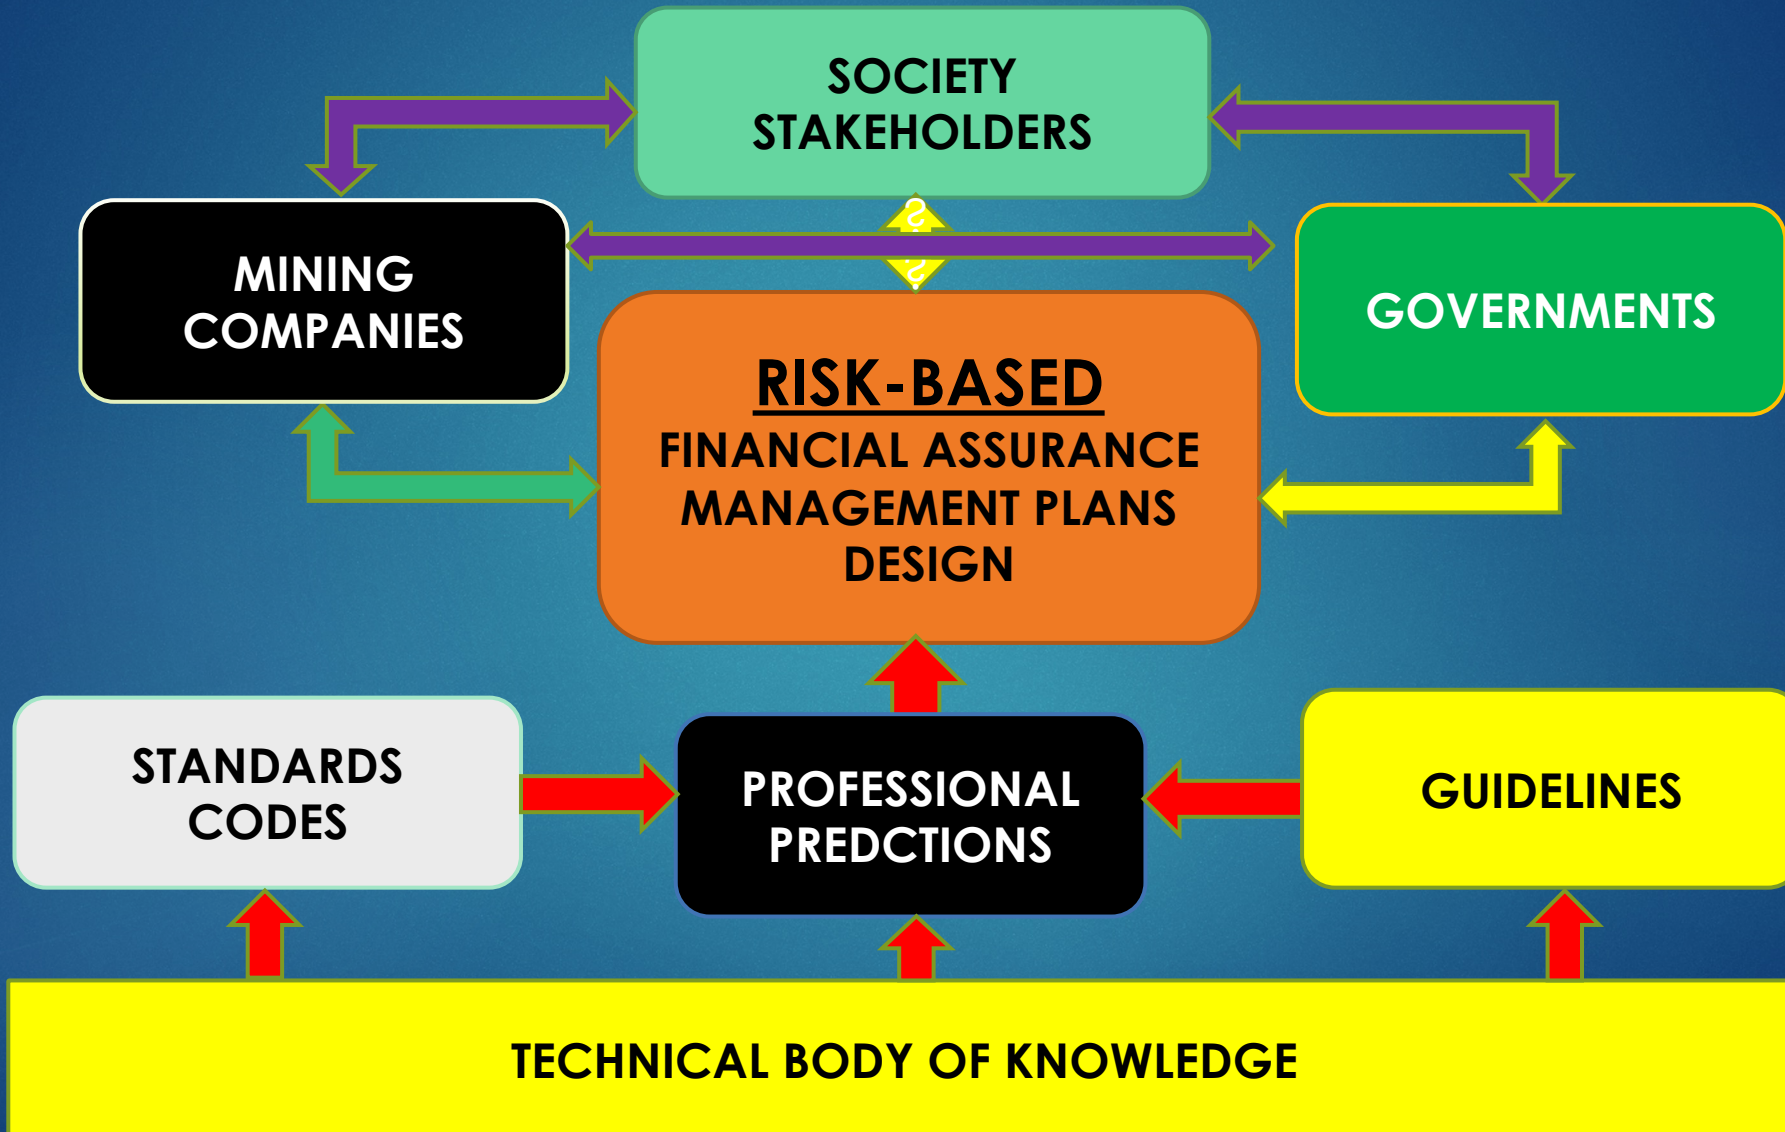 SOCIETY
STAKEHOLDERS
MINING
COMPANIES
GOVERNMENTS
RISK-BASED
FINANCIAL ASSURANCE
MANAGEMENT PLANS
DESIGN
STANDARDS
CODES
PROFESSIONAL
PREDCTIONS
GUIDELINES
TECHNICAL BODY OF KNOWLEDGE